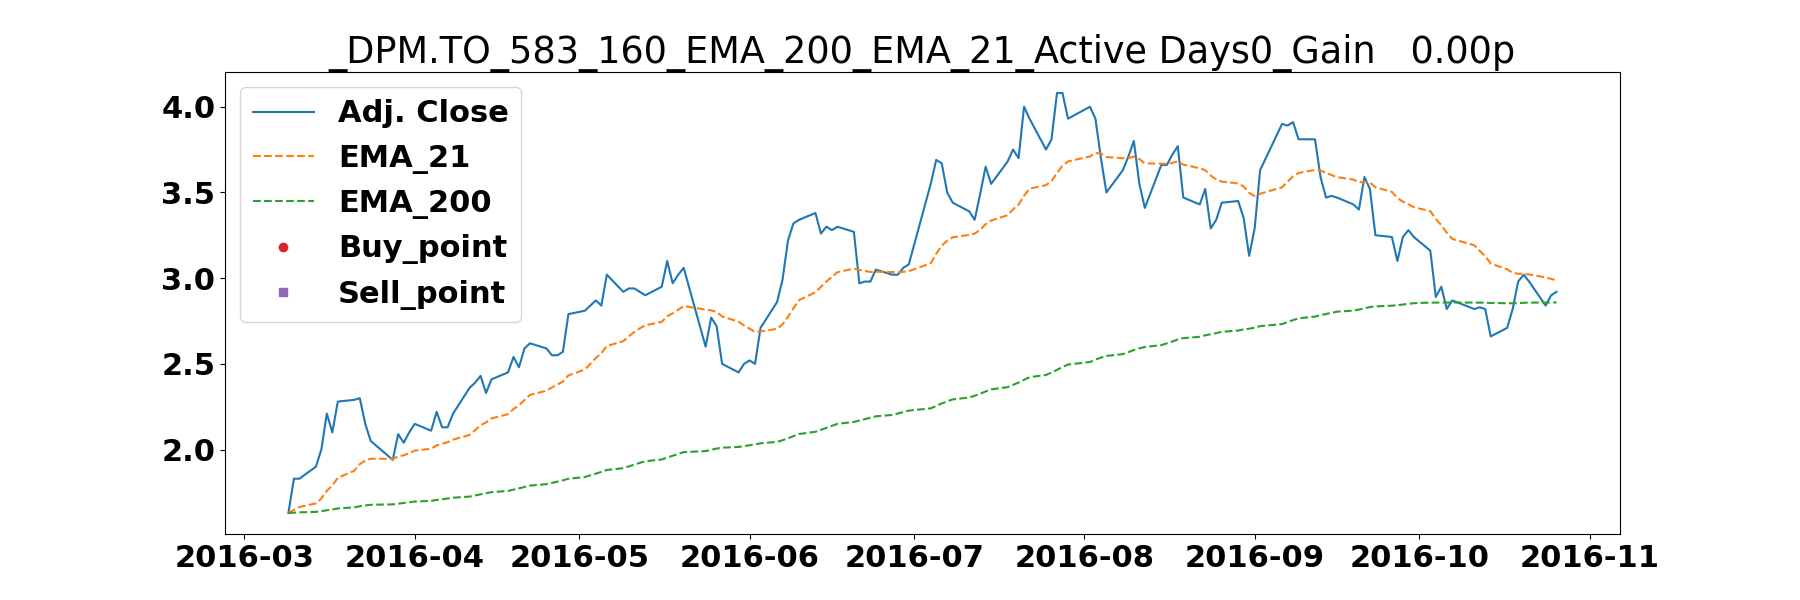 _DPM.TO_583_160_EMA_200_EMA_21_Active Days0_Gain   0.00p
4.0
3.5
3.0
2.5
2.0
Adj. Close
EMA_21
EMA_200
Buy_point
Sell_point
2016-03 2016-04 2016-05 2016-06 2016-07 2016-08 2016-09 2016-10 2016-11